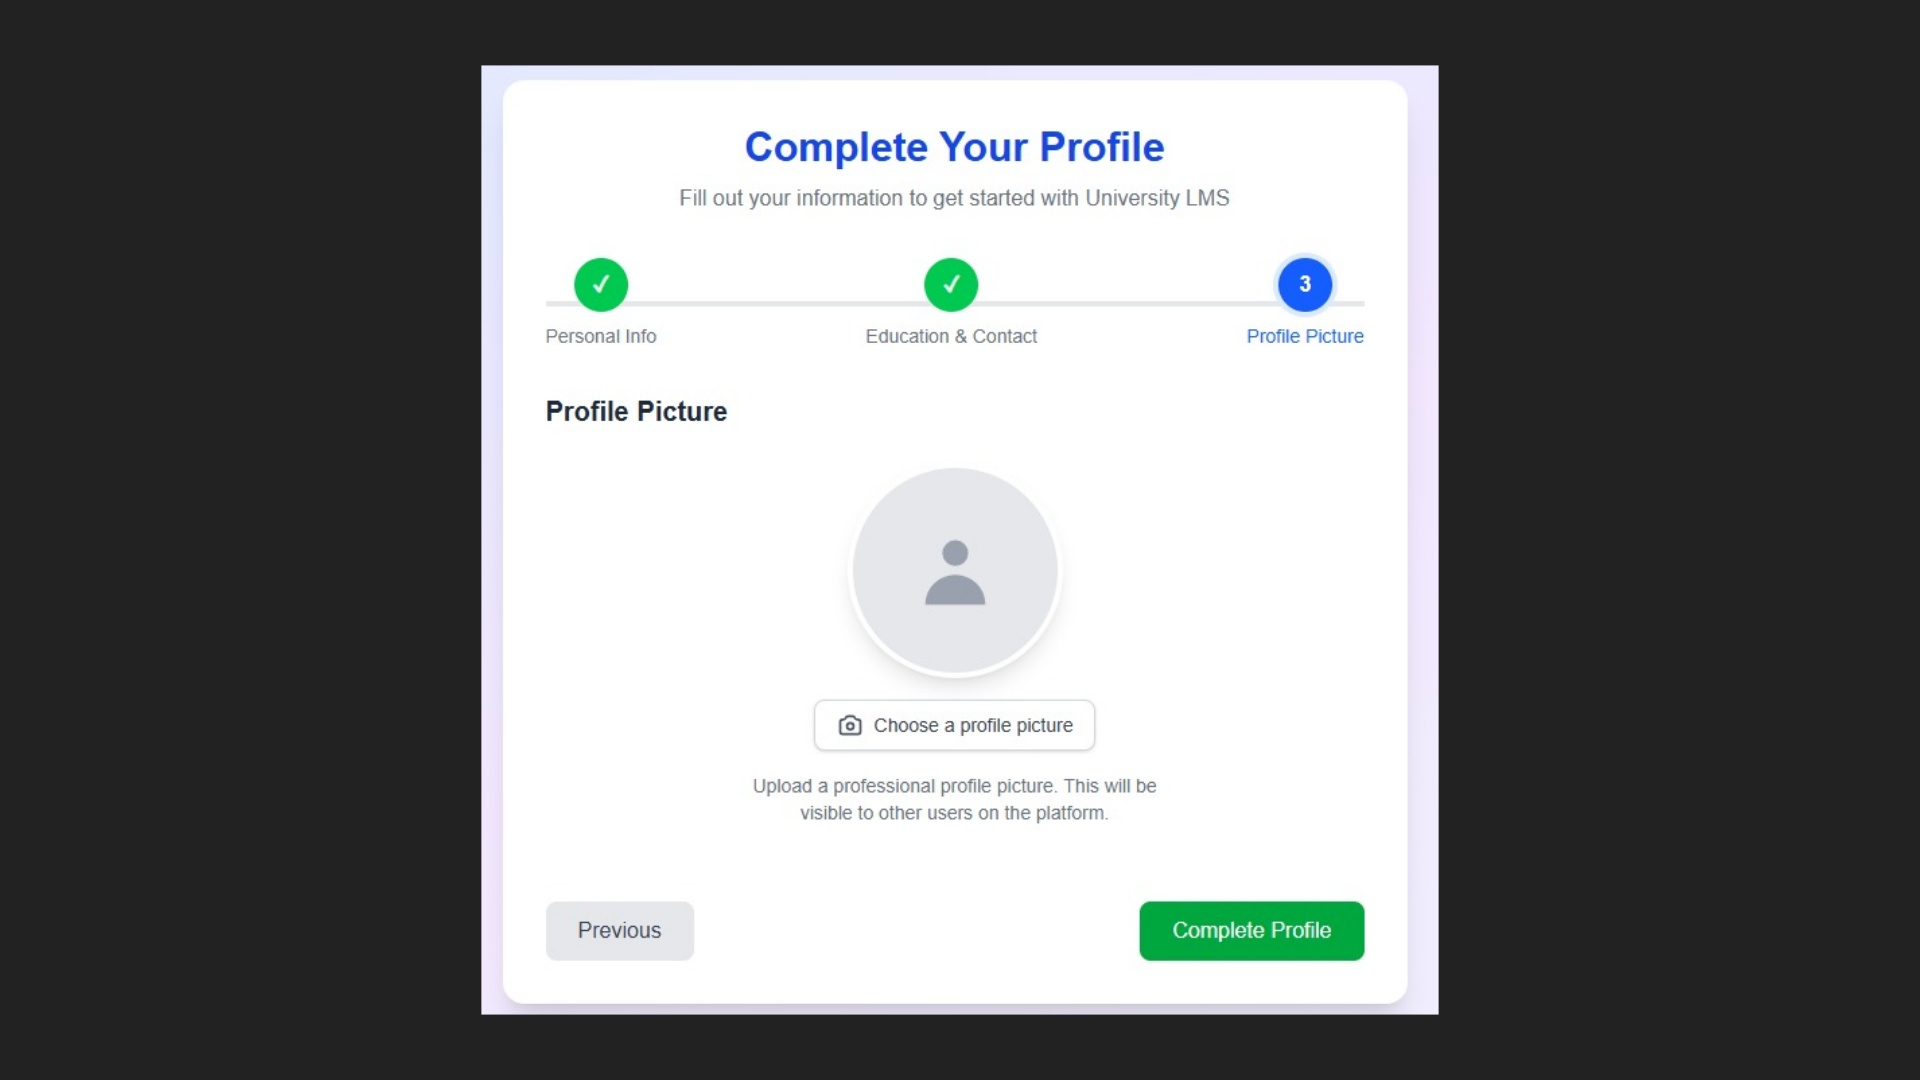 Complete Your Profile
Fill out your information to get started with University LMS
✓
✓
3
Personal Info
Education & Contact
Profile Picture
Profile Picture
Choose a profile picture
Upload a professional profile picture. This will be
visible to other users on the platform.
Previous
Complete Profile